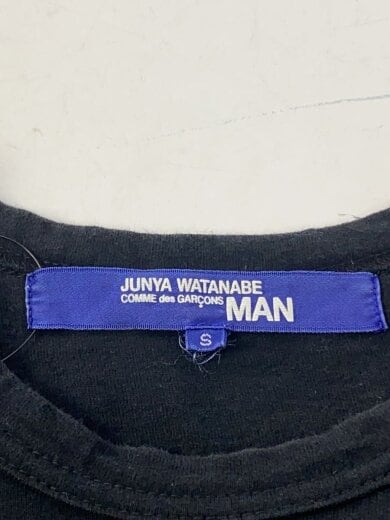 JUNYA WATANABE
COMME des GARÇONS MAN
S